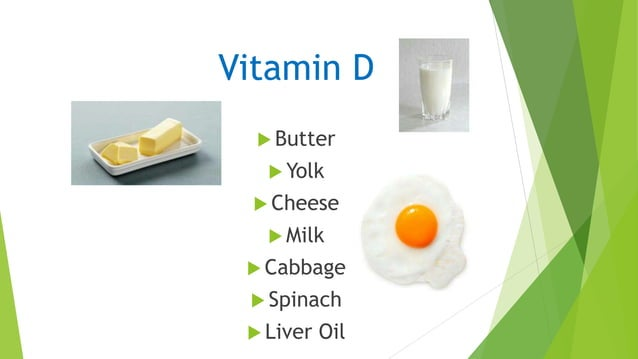 Vitamin D
Butter
Yolk
Cheese
Milk
Cabbage
Spinach
Liver Oil